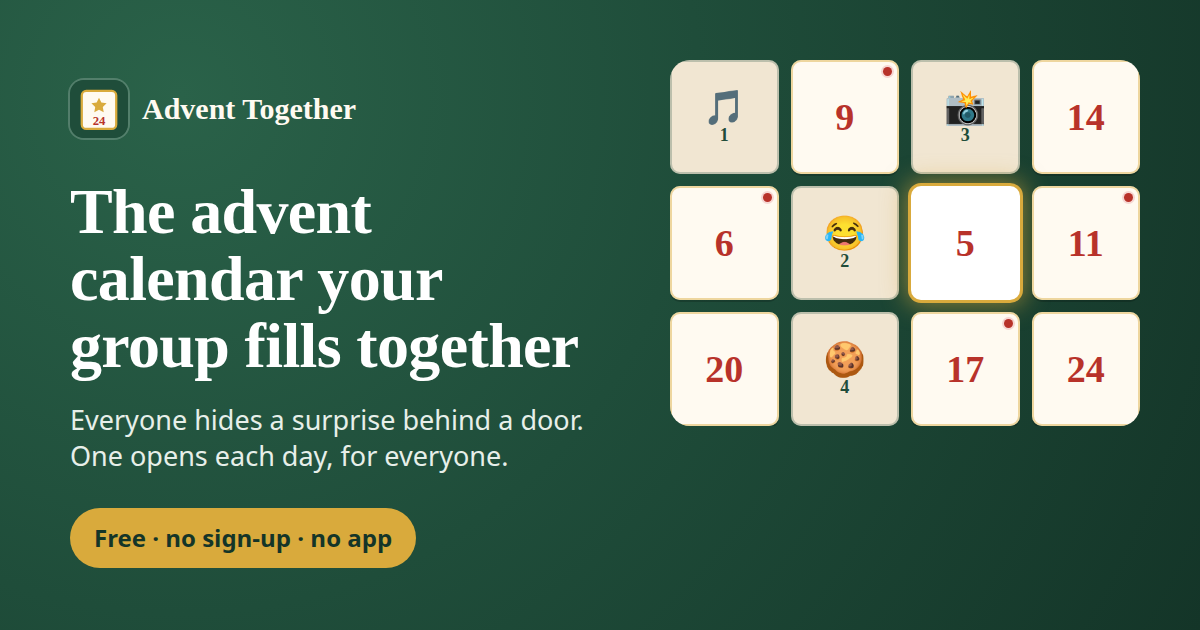 24
Advent Together
The advent
calendar your
group fills together
Everyone hides a surprise behind a door.
One opens each day, for everyone.
Free · no sign-up · no app
1
9
3
14
6
2
5
11
20
4
17
24